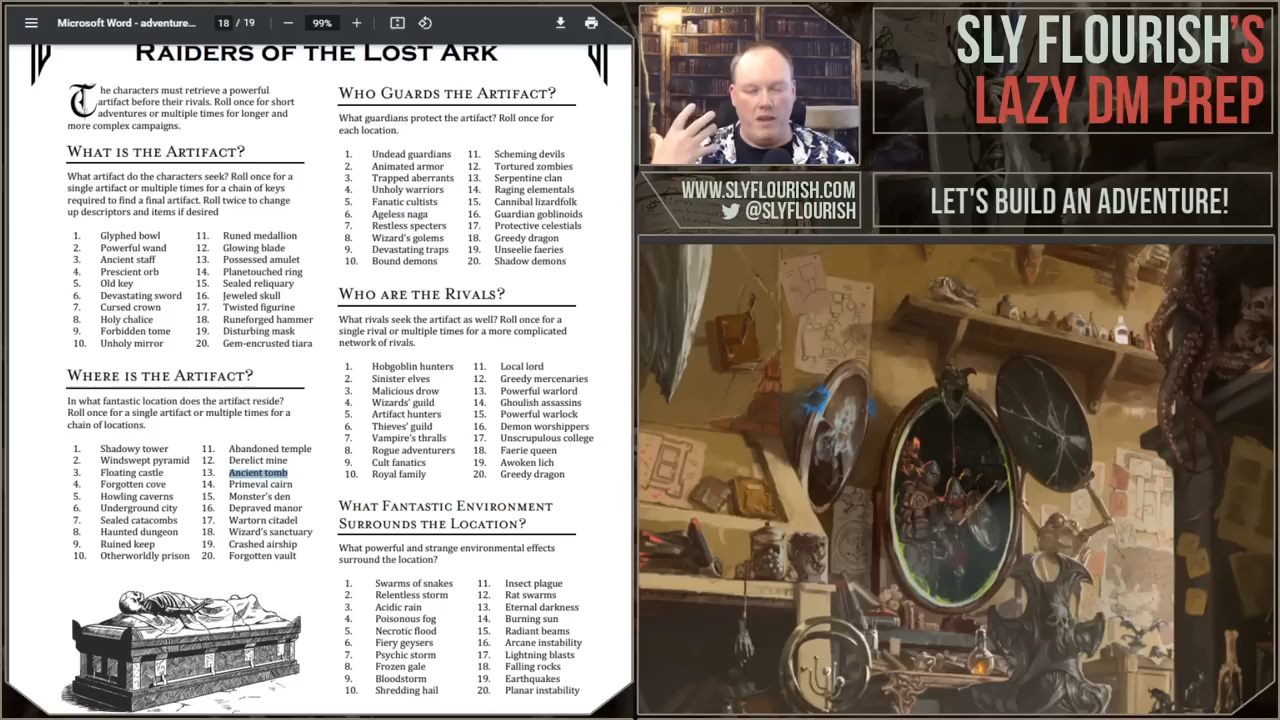 Microsoft Word - adventure...
18 / 19
99%
RAIDERS OF THE LOST ARK
The characters must retrieve a powerful
artifact before their rivals. Roll once for short
adventures or multiple times for longer and
more complex campaigns.
WHAT IS THE ARTIFACT?
What artifact do the characters seek? Roll once for a
single artifact or multiple times for a chain of keys
required to find a final artifact. Roll twice to change
up descriptors and items if desired
1. Glyphed bowl
2. Powerful wand
3. Ancient staff
4. Prescient orb
5. Old key
6. Devastating sword
7. Cursed crown
8. Holy chalice
9. Forbidden tome
10. Unholy mirror
11. Runed medallion
12. Glowing blade
13. Possessed amulet
14. Planetouched ring
15. Sealed reliquary
16. Jeweled skull
17. Twisted figurine
18. Runeforged hammer
19. Disturbing mask
20. Gem-encrusted tiara
WHERE IS THE ARTIFACT?
In what fantastic location does the artifact reside?
Roll once for a single artifact or multiple times for a
chain of locations.
1. Shadowy tower
2. Windswept pyramid
3. Floating castle
4. Forgotten cove
5. Howling caverns
6. Underground city
7. Sealed catacombs
8. Haunted dungeon
9. Ruined keep
10. Otherworldly prison
11. Abandoned temple
12. Derelict mine
13. Ancient tomb
14. Primeval cairn
15. Monster's den
16. Depraved manor
17. Wartorn citadel
18. Wizard's sanctuary
19. Crashed airship
20. Forgotten vault
WHO GUARDS THE ARTIFACT?
What guardians protect the artifact? Roll once for
each location.
1. Undead guardians
2. Animated armor
3. Trapped aberrants
4. Unholy warriors
5. Fanatic cultists
6. Ageless naga
7. Restless specters
8. Wizard's golems
9. Devastating traps
10. Bound demons
11. Scheming devils
12. Tortured zombies
13. Serpentine clan
14. Raging elementals
15. Cannibal lizardfolk
16. Guardian goblinoids
17. Protective celestials
18. Greedy dragon
19. Unseelie faeries
20. Shadow demons
WHO ARE THE RIVALS?
What rivals seek the artifact as well? Roll once for a
single rival or multiple times for a more complicated
network of rivals.
1. Hobgoblin hunters
2. Sinister elves
3. Malicious drow
4. Wizards' guild
5. Artifact hunters
6. Thieves' guild
7. Vampire's thralls
8. Rogue adventurers
9. Cult fanatics
10. Royal family
11. Local lord
12. Greedy mercenaries
13. Powerful warlord
14. Ghoulish assassins
15. Powerful warlock
16. Demon worshippers
17. Unscrupulous college
18. Faerie queen
19. Awoken lich
20. Greedy dragon
WHAT FANTASTIC ENVIRONMENT
SURROUNDS THE LOCATION?
What powerful and strange environmental effects
surround the location?
1. Swarms of snakes
2. Relentless storm
3. Acidic rain
4. Poisonous fog
5. Necrotic flood
6. Fiery geysers
7. Psychic storm
8. Frozen gale
9. Bloodstorm
10. Shredding hail
11. Insect plague
12. Rat swarms
13. Eternal darkness
14. Burning sun
15. Radiant beams
16. Arcane instability
17. Lightning blasts
18. Falling rocks
19. Earthquakes
20. Planar instability
SLY FLOURISH'S
LAZY DM PREP
WWW.SLYFLOURISH.COM
@SLYFLOURISH
LET'S BUILD AN ADVENTURE!